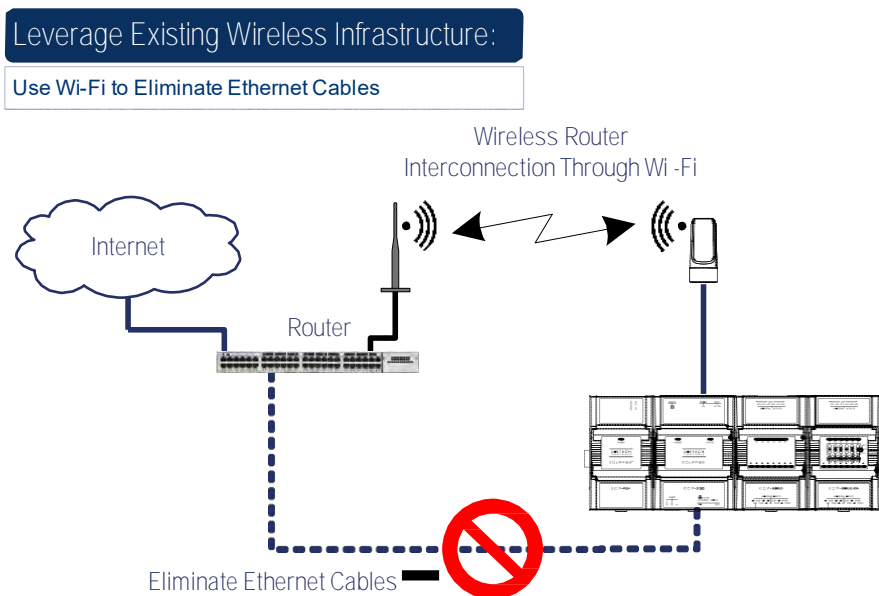 Leverage Existing Wireless Infrastructure:
Use Wi-Fi to Eliminate Ethernet Cables
Wireless Router
Interconnection Through Wi -Fi
Internet
Router
Eliminate Ethernet Cables